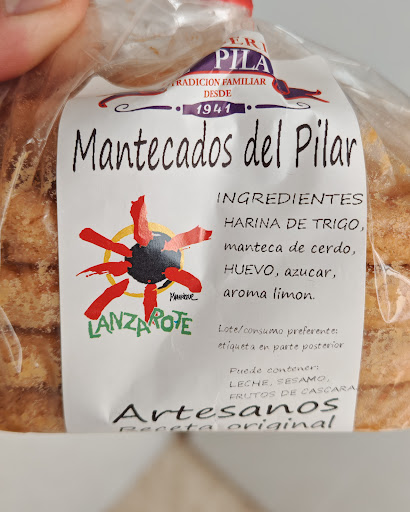 PILA
TRADICION FAMILIAR
DESDE
1941
Mantecados del Pilar
INGREDIENTES
HARINA DE TRIGO,
manteca de cerdo,
HUEVO, azucar,
aroma limon.
Manrique
LANZAROTE
Lote/consumo preferente:
etiqueta en parte posterior
Puede contener:
LECHE, SESAMO,
FRUTOS DE CASCARA
Artesanos
Receta original